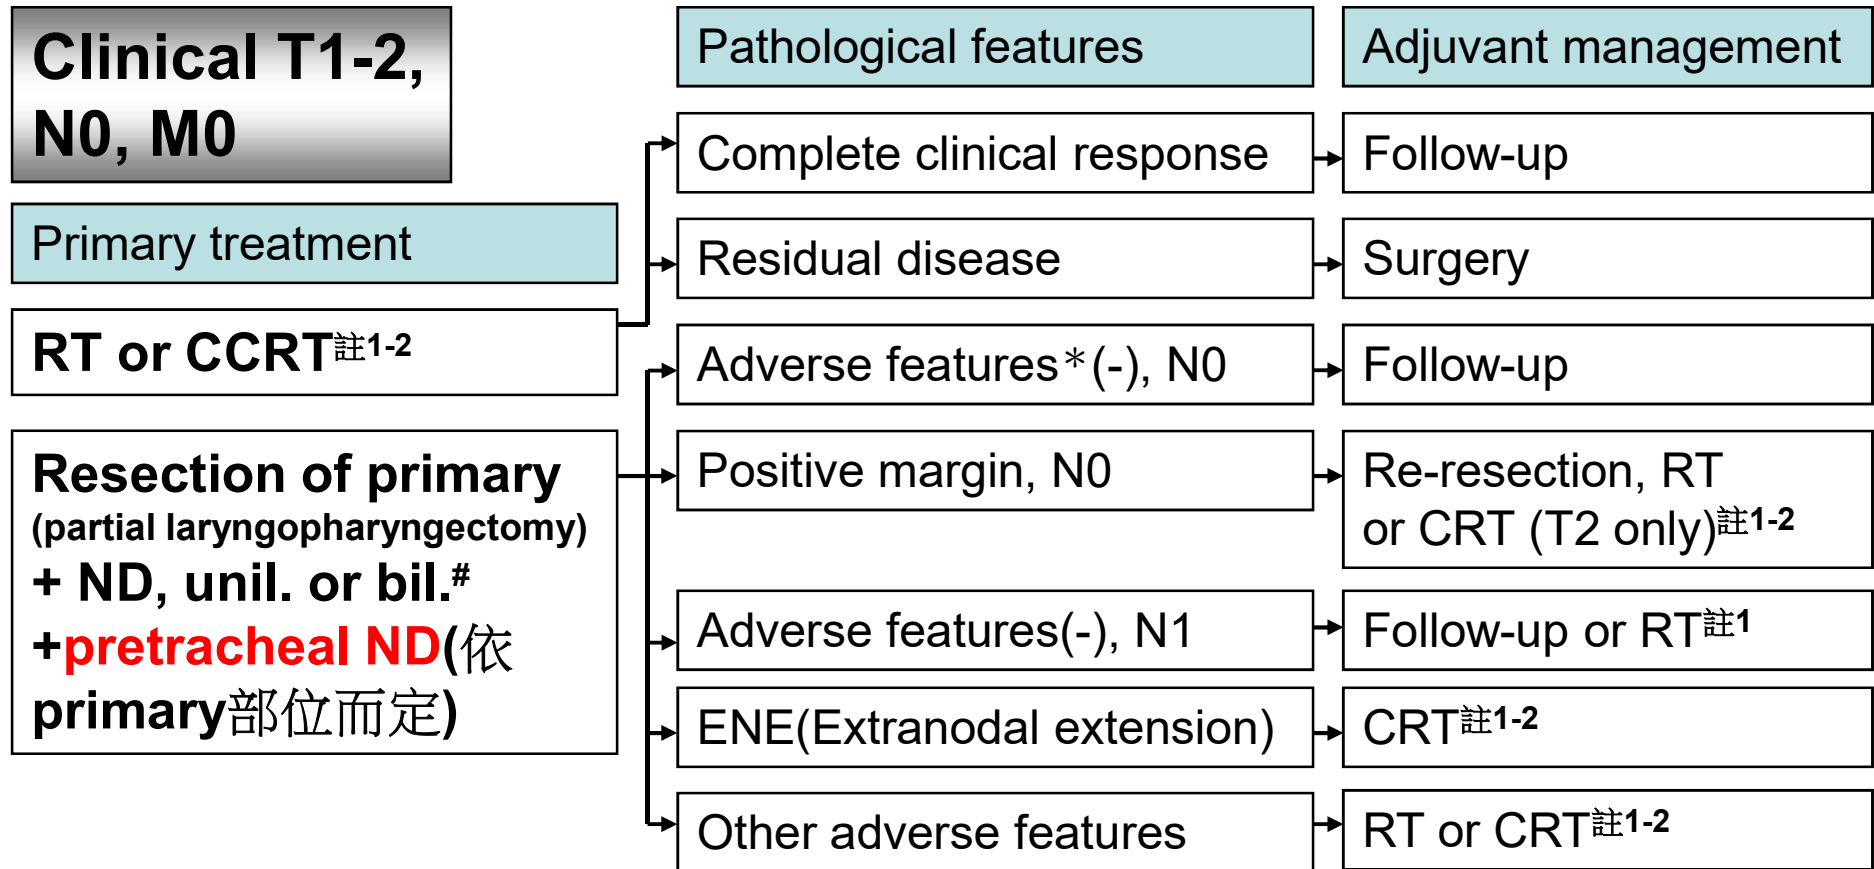 Clinical T1-2,
N0, M0
Primary treatment
RT or CCRT註1-2
Resection of primary
(partial laryngopharyngectomy)
+ ND, unil. or bil.#
+pretracheal ND(依
primary部位而定)
Pathological features
Adjuvant management
Complete clinical response
Follow-up
Residual disease
Surgery
Adverse features*(-), N0
Follow-up
Positive margin, N0
Re-resection, RT
or CRT (T2 only)註1-2
Adverse features(-), N1
Follow-up or RT註1
ENE(Extranodal extension)
CRT註1-2
Other adverse features
RT or CRT註1-2